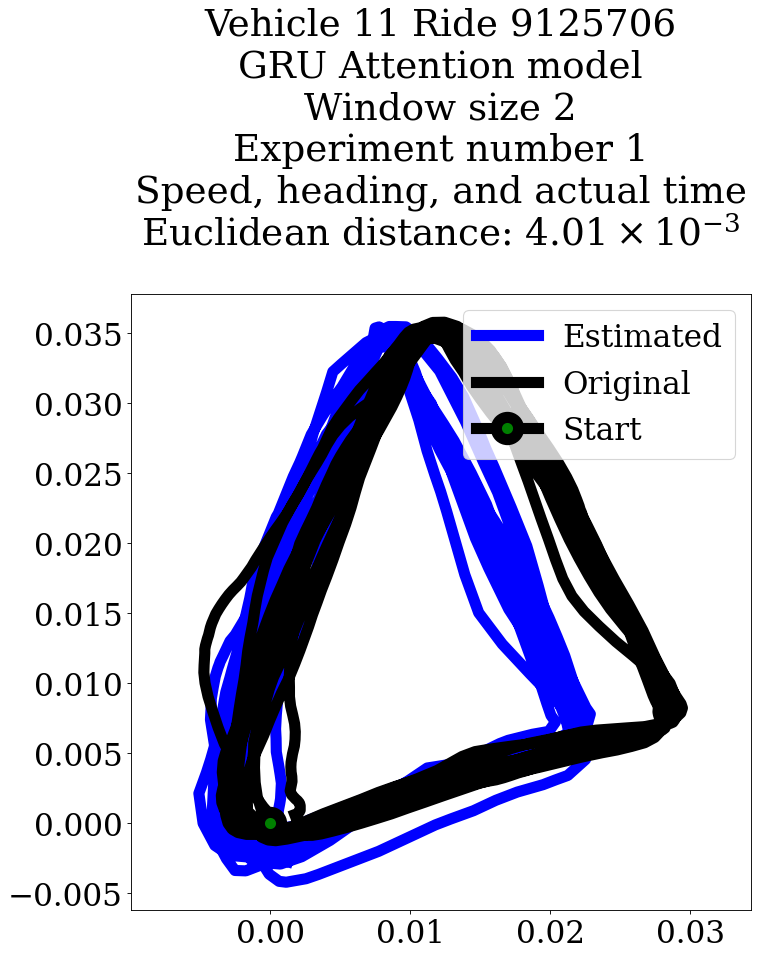 Vehicle 11 Ride 9125706
GRU Attention model
Window size 2
Experiment number 1
Speed, heading, and actual time
Euclidean distance: 4.01 × 10⁻³
Estimated
Original
Start
0.035
0.030
0.025
0.020
0.015
0.010
0.005
0.000
−0.005
0.00 0.01 0.02 0.03